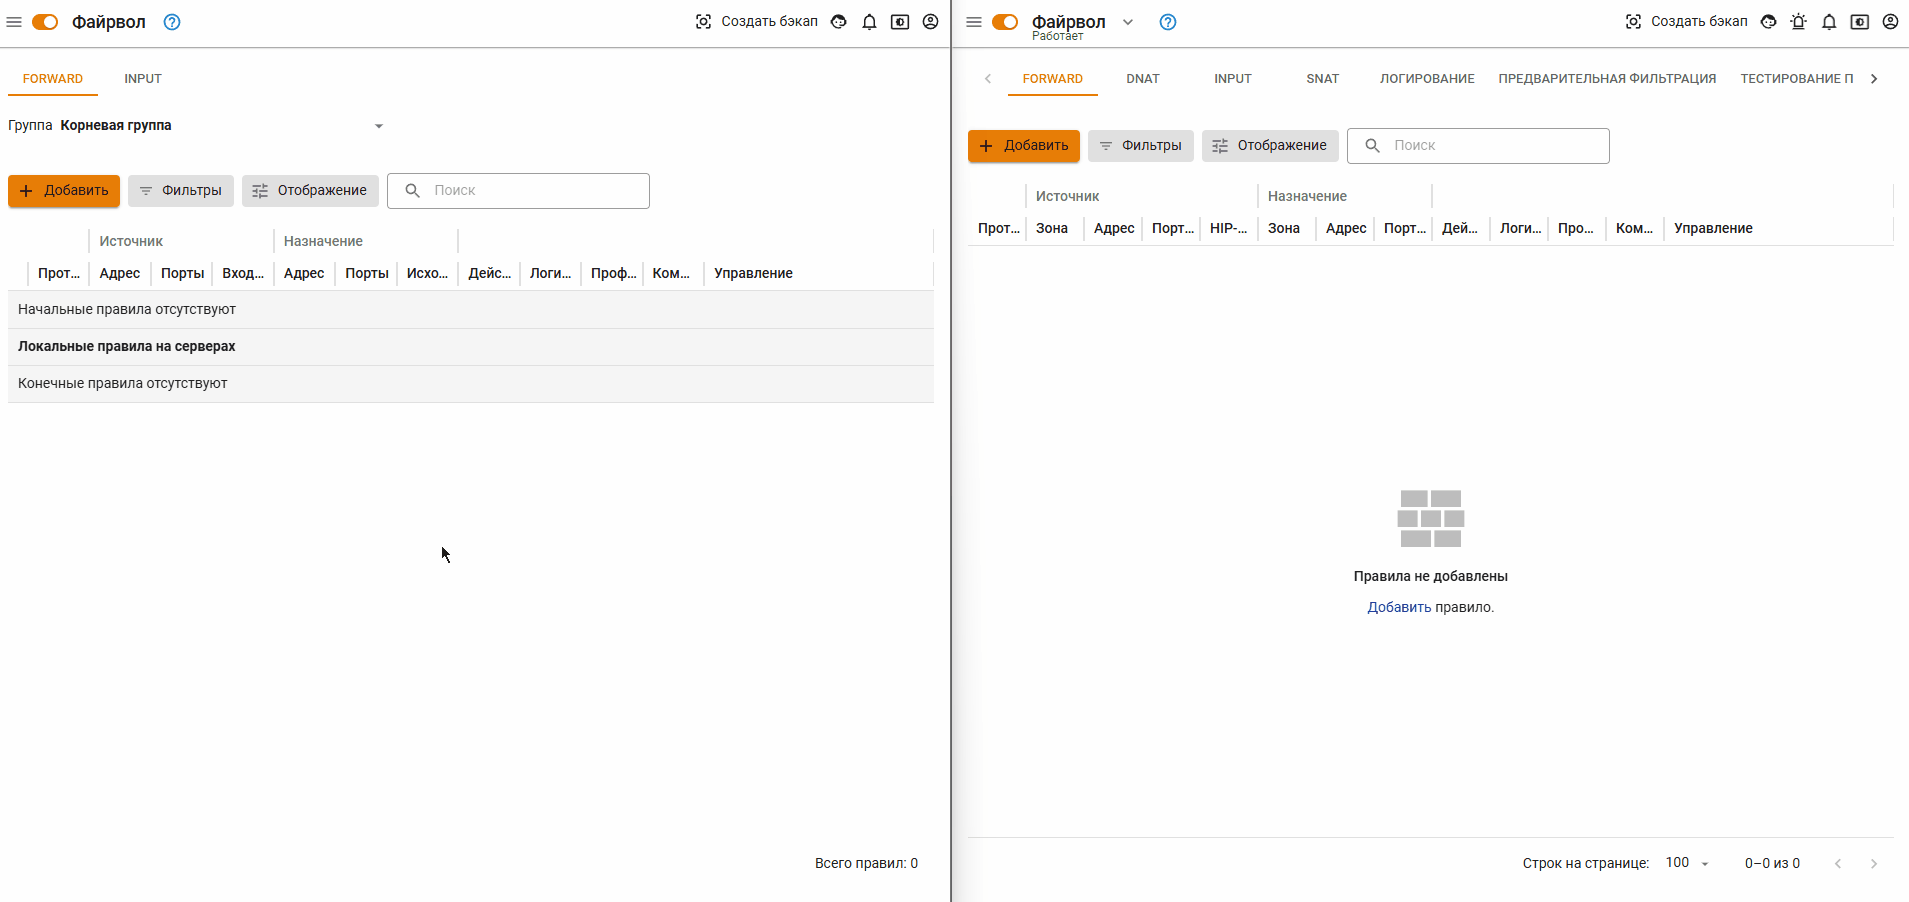 Файрвол
Создать бэкап
FORWARD
INPUT
Группа Корневая группа
Добавить
Фильтры
Отображение
Поиск
Источник
Назначение
Прот...
Адрес
Порты
Вход...
Адрес
Порты
Исхо...
Дейс...
Логи...
Проф...
Ком...
Управление
Начальные правила отсутствуют
Локальные правила на серверах
Конечные правила отсутствуют
Всего правил: 0
Файрвол
Работает
Создать бэкап
FORWARD
DNAT
INPUT
SNAT
ЛОГИРОВАНИЕ
ПРЕДВАРИТЕЛЬНАЯ ФИЛЬТРАЦИЯ
ТЕСТИРОВАНИЕ П
Добавить
Фильтры
Отображение
Поиск
Источник
Назначение
Прот...
Зона
Адрес
Порт...
HIP-...
Зона
Адрес
Порт...
Дей...
Логи...
Про...
Ком...
Управление
Правила не добавлены
Добавить правило.
Строк на странице: 100
0–0 из 0